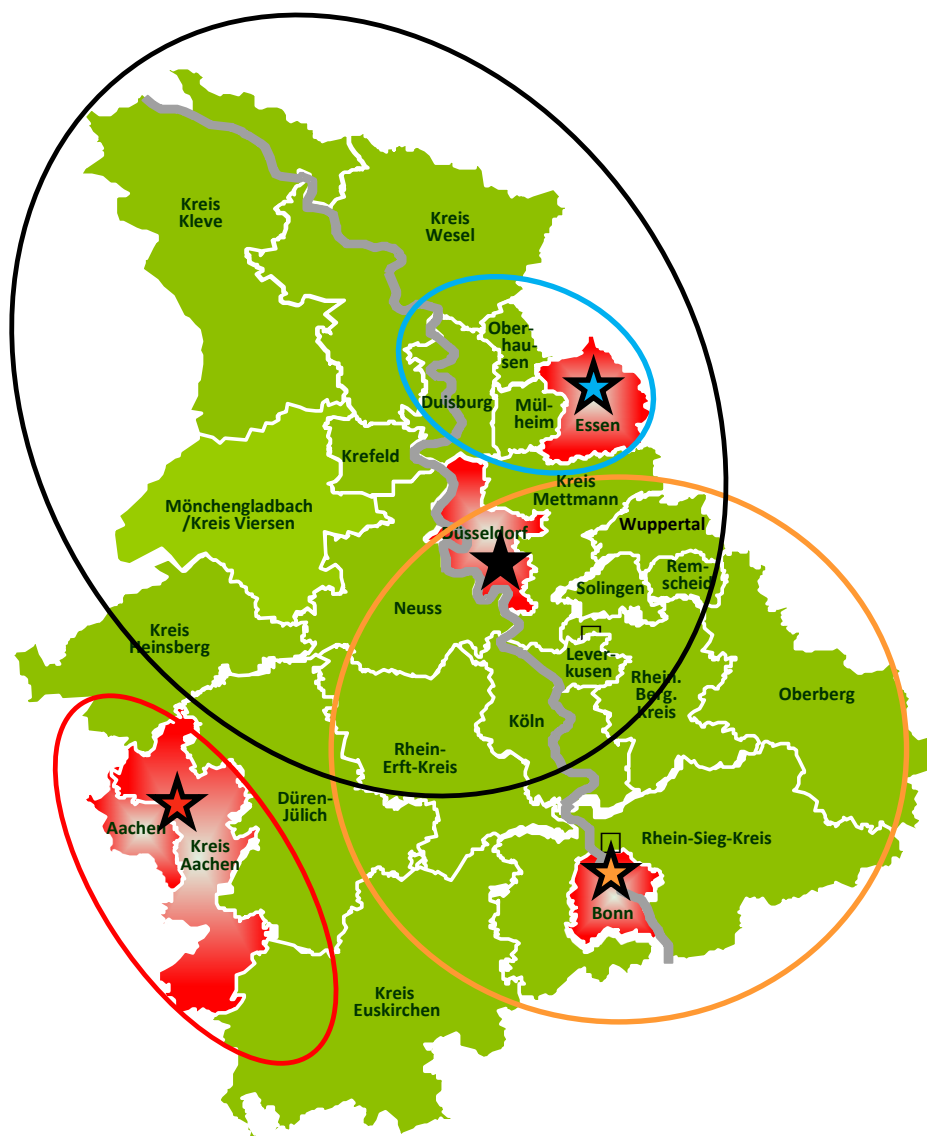 Kreis
Kleve
Kreis
Wesel
Ober-
hau-
sen
Duisburg
Mül-
heim
Essen
Krefeld
Kreis
Mettmann
Mönchengladbach
/Kreis Viersen
Düsseldorf
Wuppertal
Rem-
scheid
Solingen
Neuss
Kreis
Heinsberg
Lever-
kusen
Rhein.
Berg.
Kreis
Oberberg
Köln
Rhein-
Erft-Kreis
Düren-
Jülich
Aachen
Kreis
Aachen
Rhein-Sieg-Kreis
Bonn
Kreis
Euskirchen